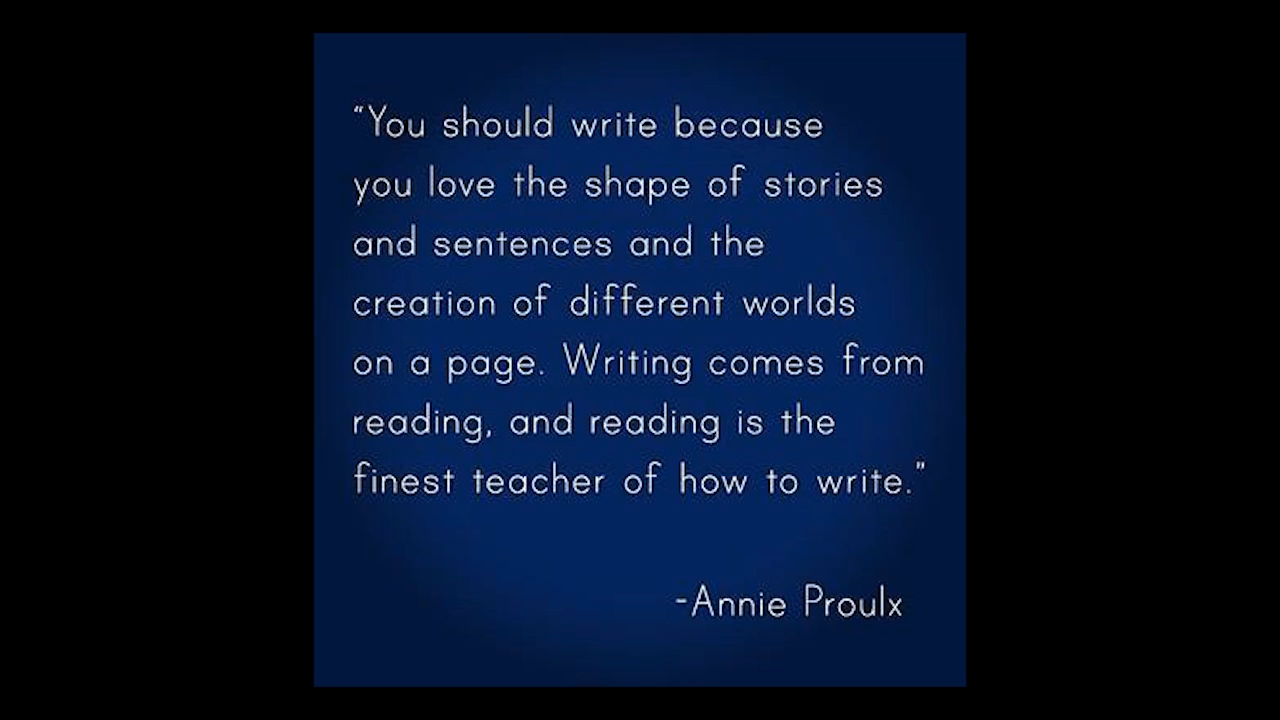 “You should write because
you love the shape of stories
and sentences and the
creation of different worlds
on a page. Writing comes from
reading, and reading is the
finest teacher of how to write.”
-Annie Proulx